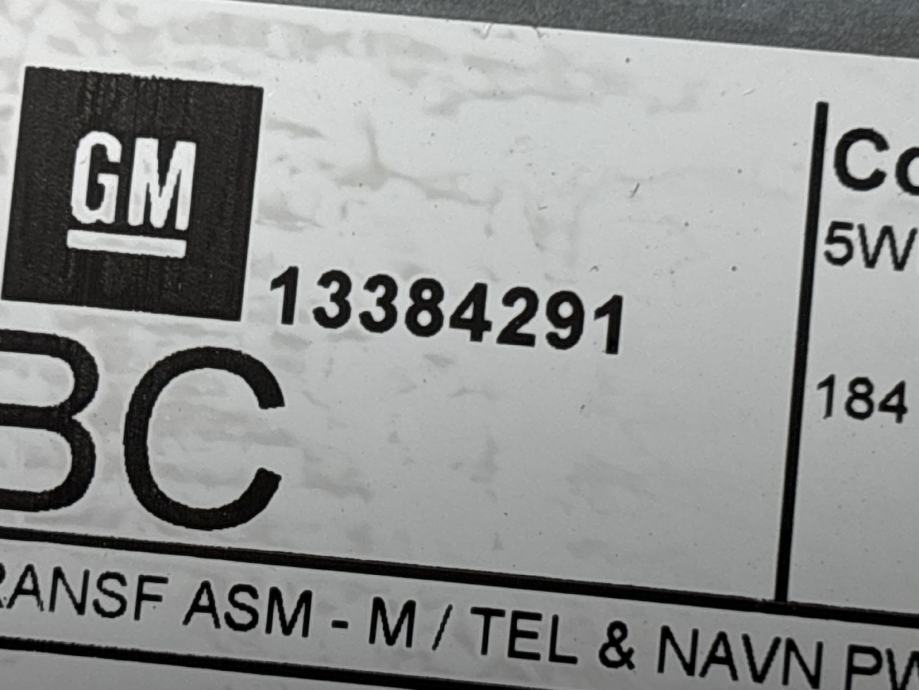 GM
13384291
BC
Co
5W
184
RANSF ASM - M / TEL & NAVN PW